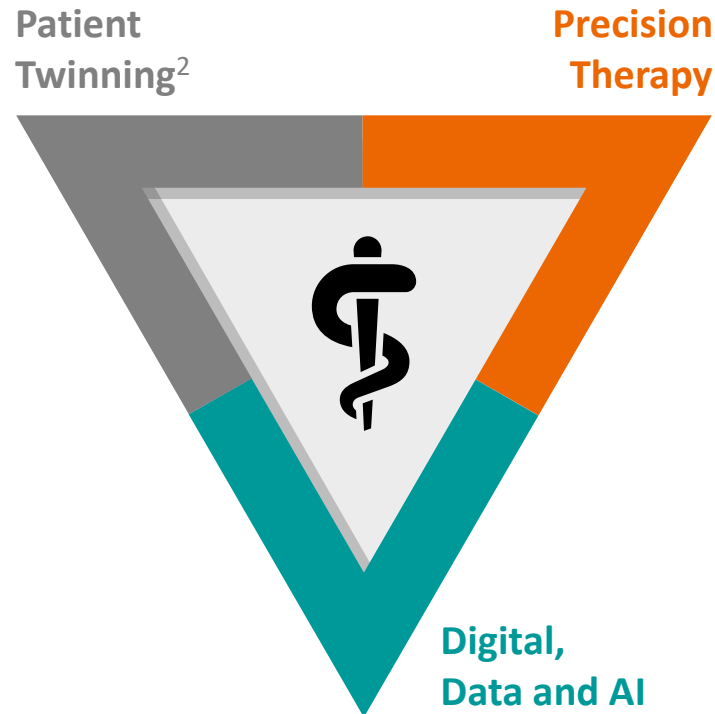 Patient
Twinning²
Precision
Therapy
Digital,
Data and AI